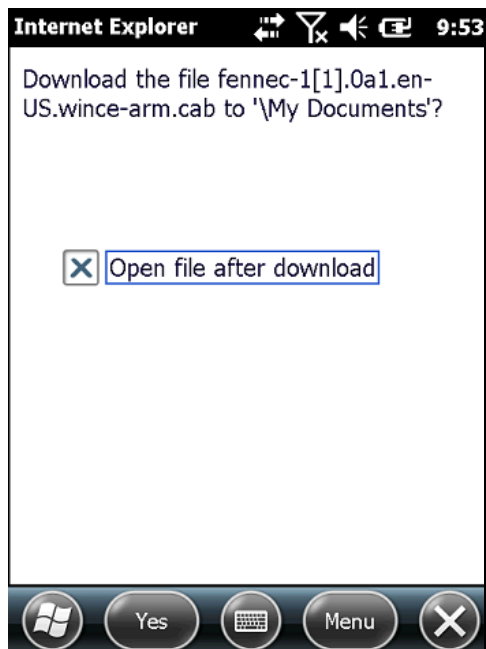 Internet Explorer 9:53
Download the file fennec-1[1].0a1.en-
US.wince-arm.cab to '\My Documents'?
Open file after download
Yes Menu